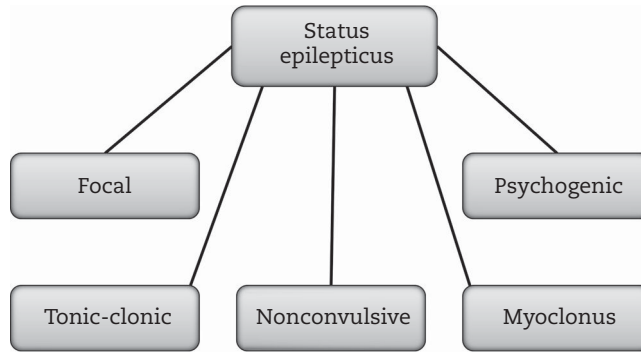 Status
epilepticus
Focal
Psychogenic
Tonic-clonic
Nonconvulsive
Myoclonus